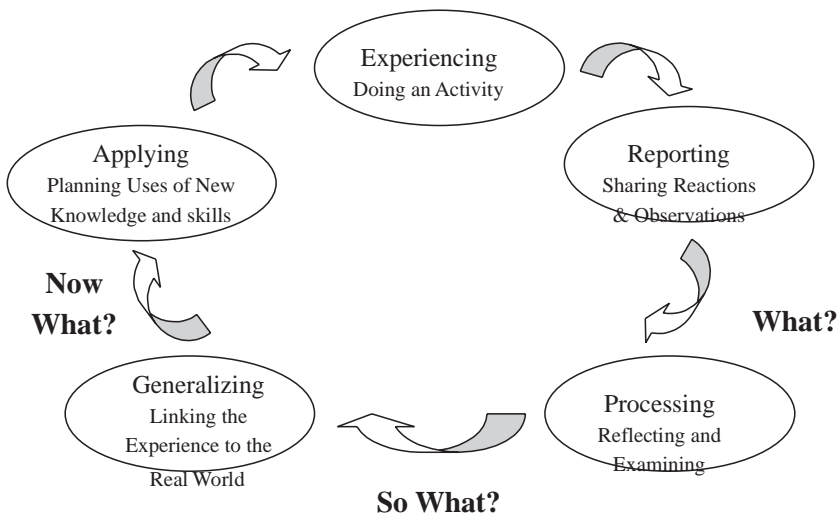 Experiencing
Doing an Activity
Reporting
Sharing Reactions
& Observations
What?
Processing
Reflecting and
Examining
So What?
Generalizing
Linking the
Experience to the
Real World
Now
What?
Applying
Planning Uses of New
Knowledge and skills